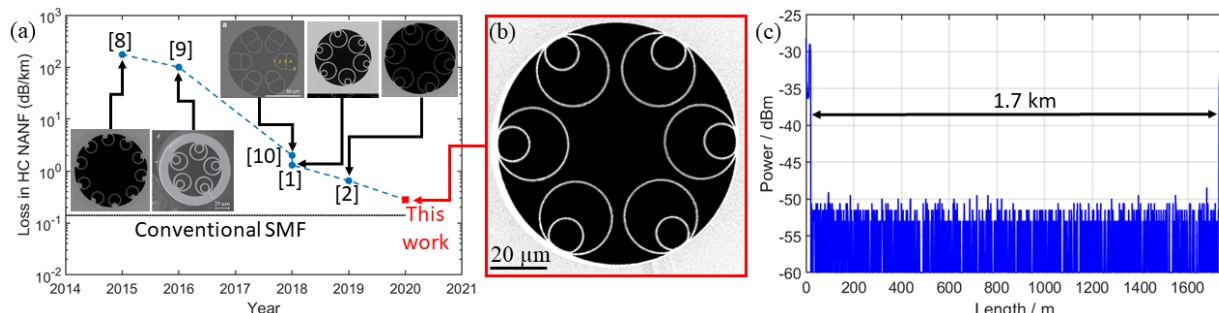 (a)
Loss in HC NANF (dB/km)
10³
10²
10¹
10⁰
10⁻¹
10⁻²
[8]
[9]
[10]
[1]
[2]
a
50 µm
20 µm
Conventional SMF
This
work
2014 2015 2016 2017 2018 2019 2020 2021
Year
(b)
20 µm
(c)
Power / dBm
-25
-30
-35
-40
-45
-50
-55
-60
1.7 km
0 200 400 600 800 1000 1200 1400 1600
Length / m